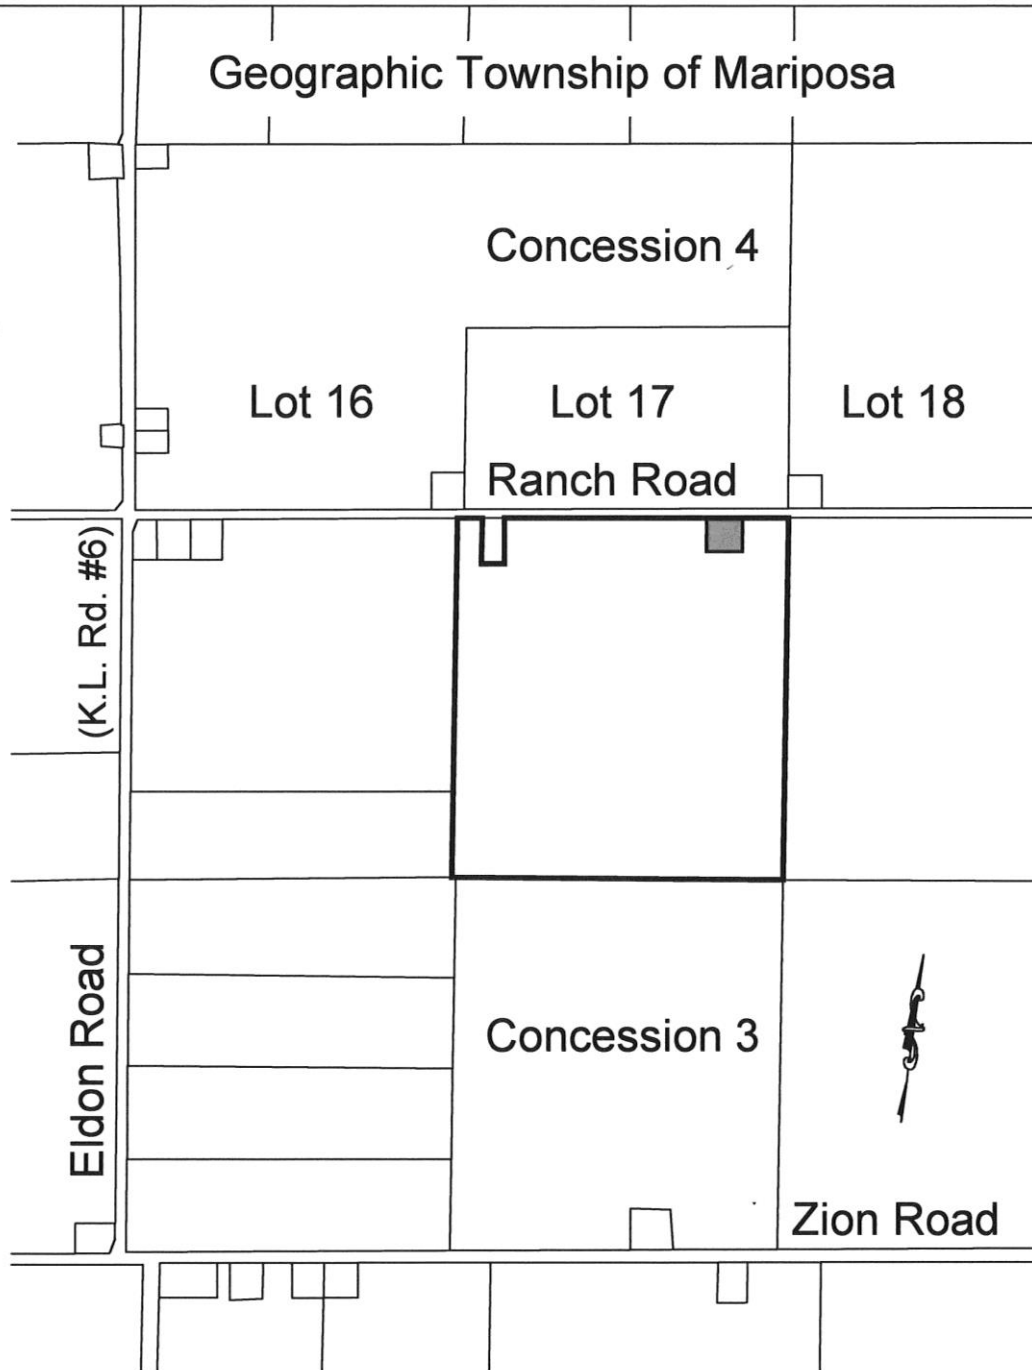 Geographic Township of Mariposa
Concession 4
Lot 16
Lot 17
Lot 18
Ranch Road
(K.L. Rd. #6)
Eldon Road
Concession 3
Zion Road